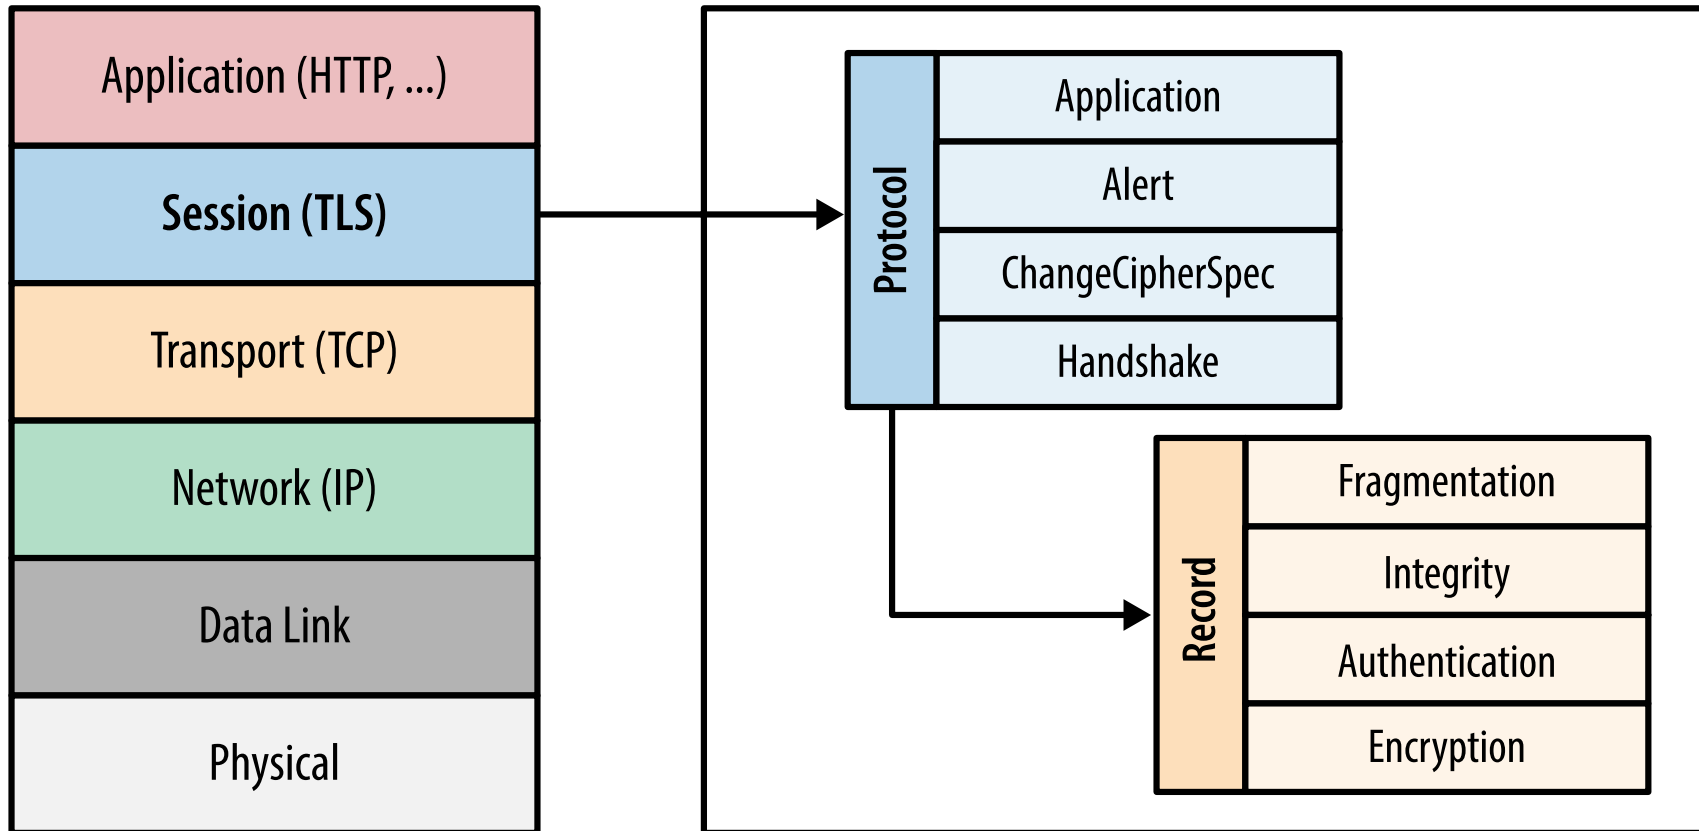 Application (HTTP, ...)
Session (TLS)
Transport (TCP)
Network (IP)
Data Link
Physical
Protocol
Application
Alert
ChangeCipherSpec
Handshake
Record
Fragmentation
Integrity
Authentication
Encryption